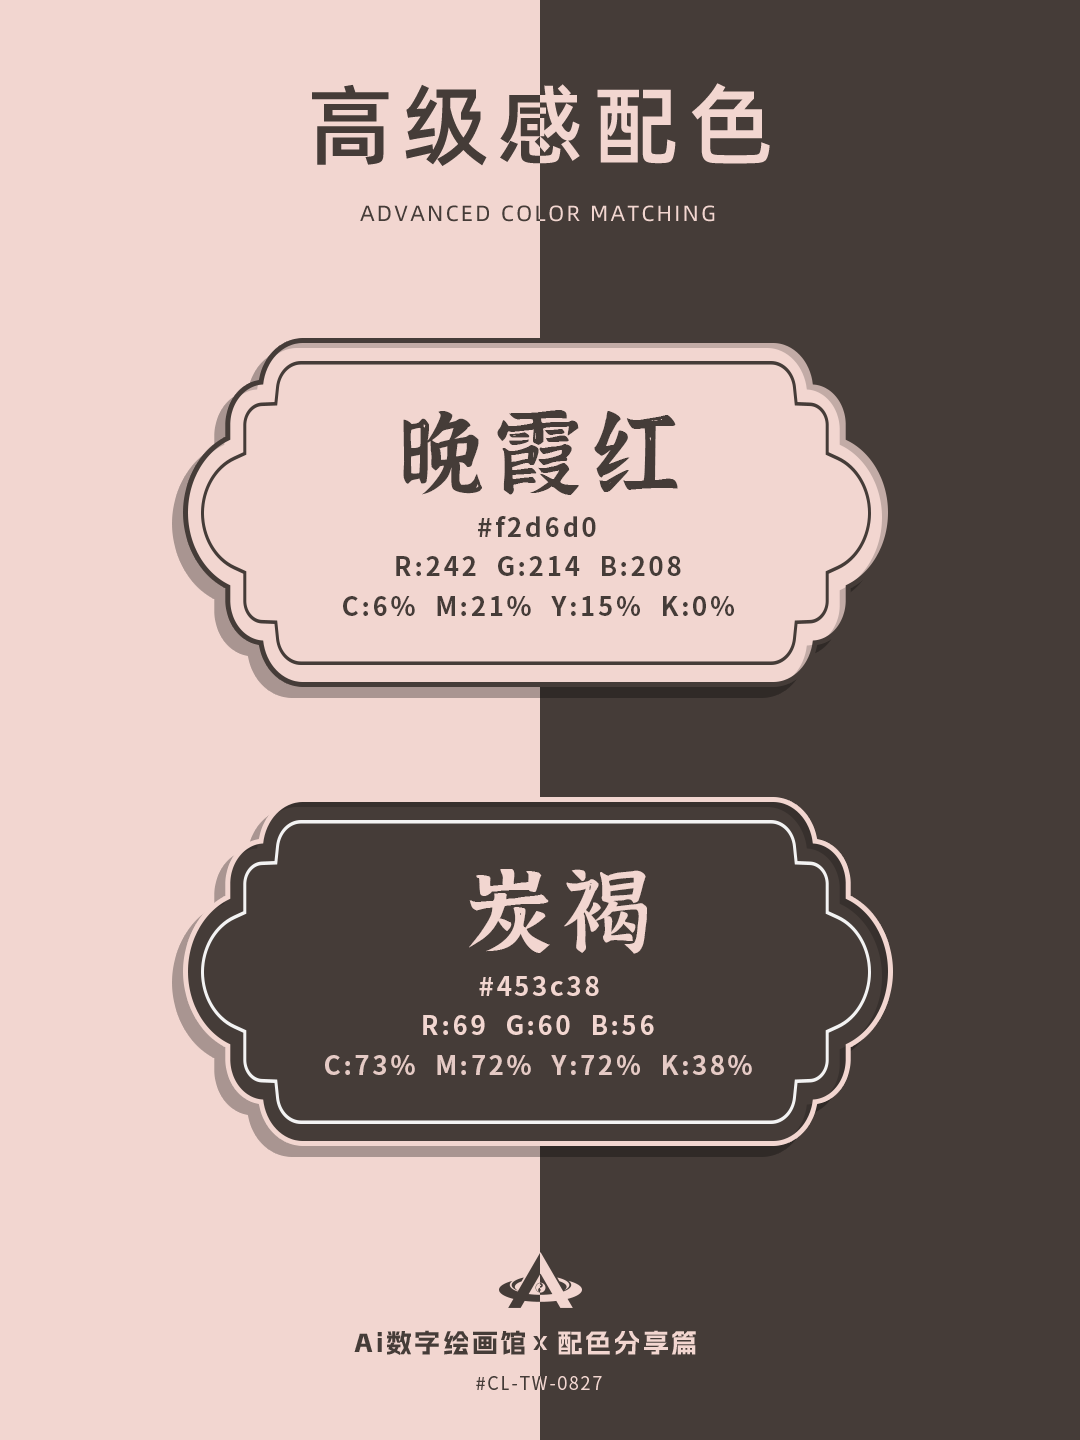 高级感配色
ADVANCED COLOR MATCHING
晚霞红
#f2d6d0
R:242 G:214 B:208
C:6% M:21% Y:15% K:0%
炭褐
#453c38
R:69 G:60 B:56
C:73% M:72% Y:72% K:38%
Ai数字绘画馆 x 配色分享篇
#CL-TW-0827